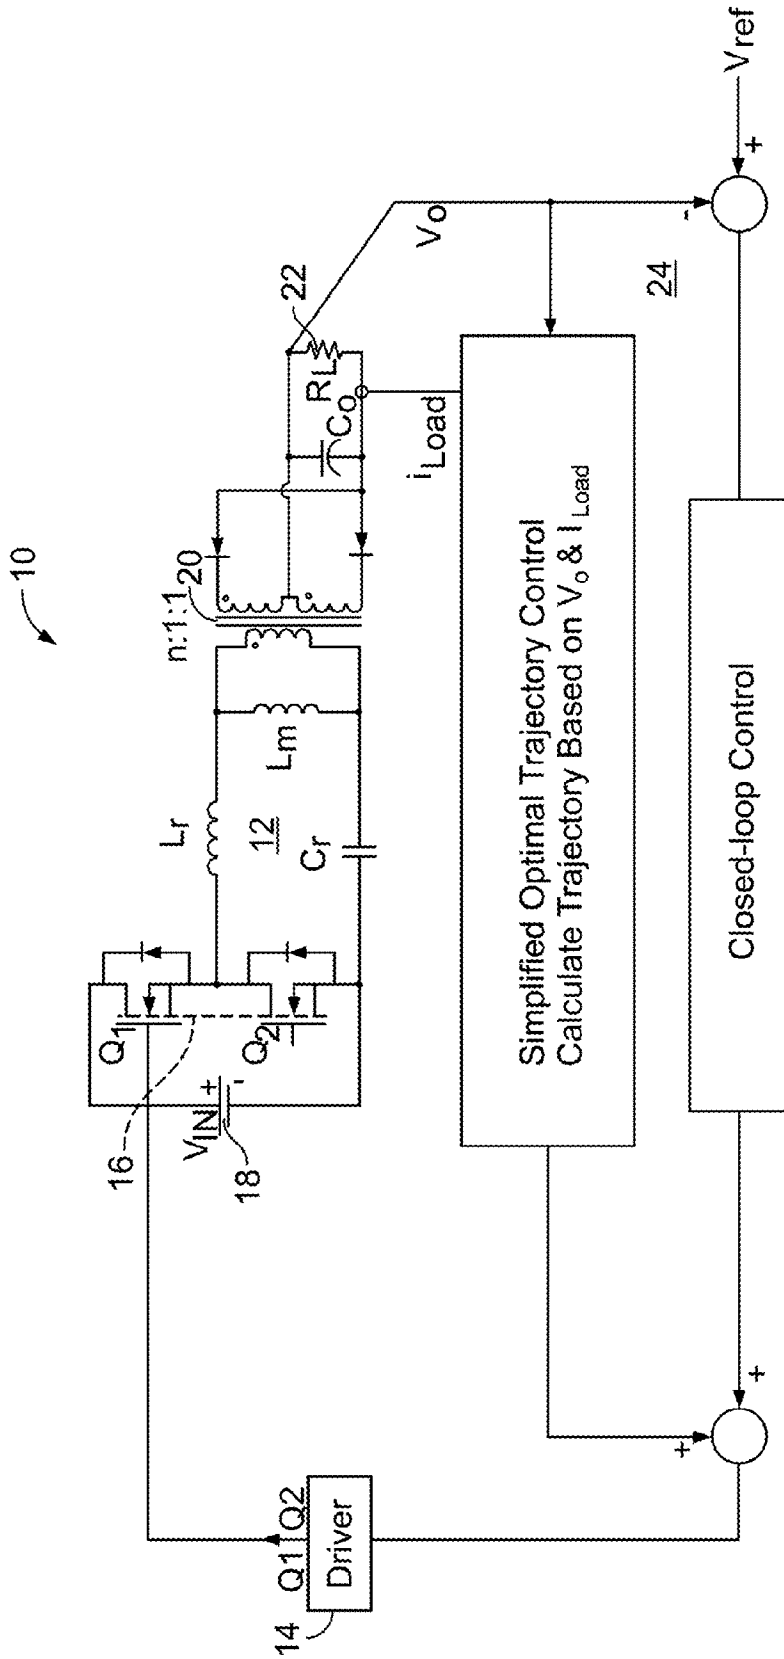 10
n:1:1
20
Lr
Lm
12
Cr
22
RL
Co
Q1
Q2
16
VIN
+
-
18
Vo
iLoad
Simplified Optimal Trajectory Control
Calculate Trajectory Based on Vo & I Load
24
Vref
+
-
Closed-loop Control
+
+
Q1 Q2
Driver
14